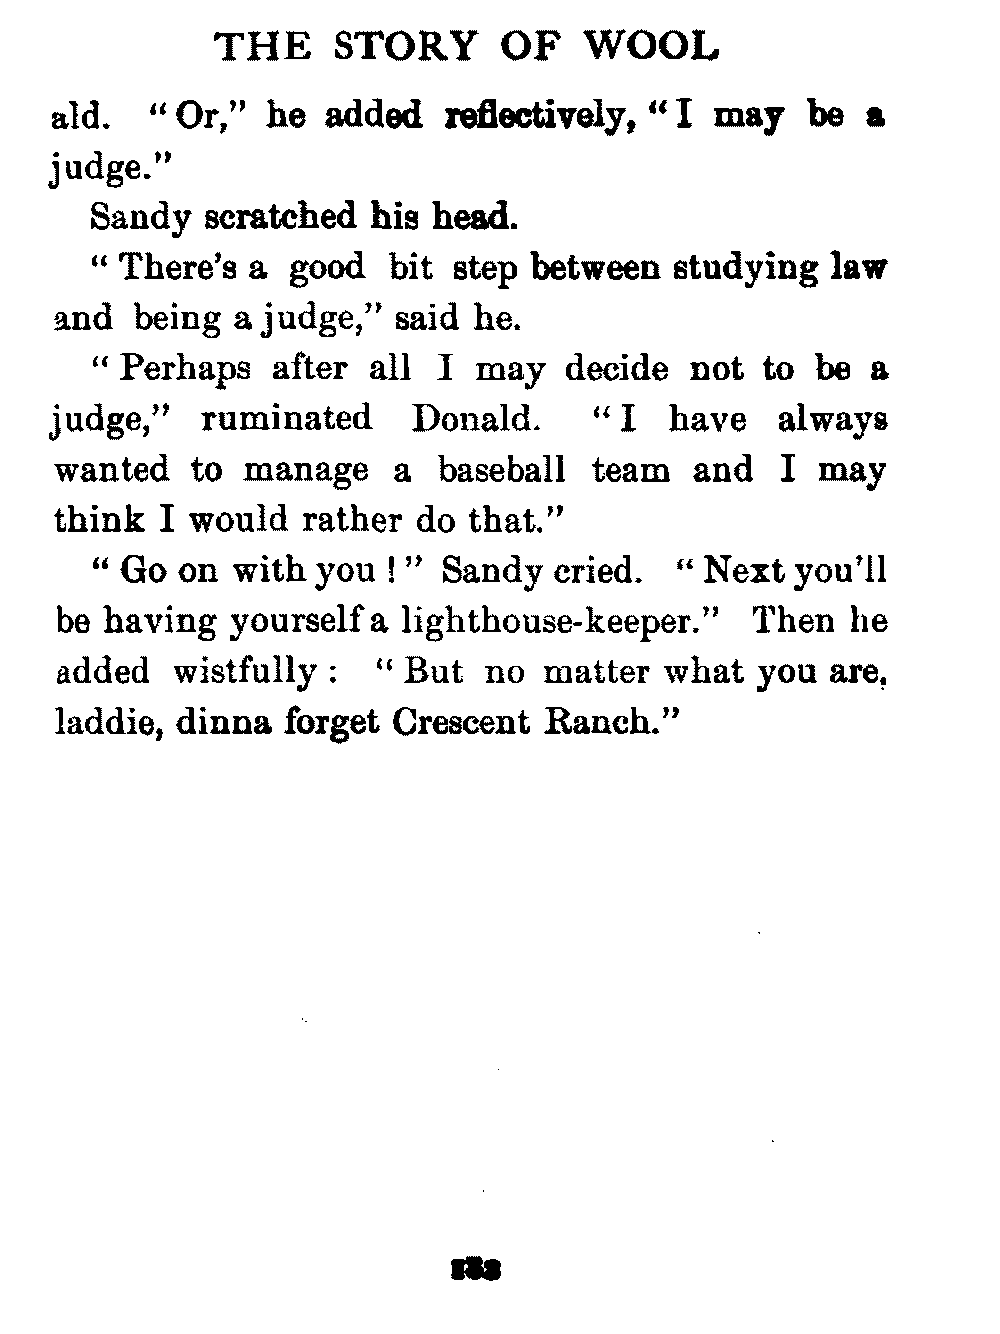 THE STORY OF WOOL
ald. "Or," he added reflectively, "I may be a
judge."
Sandy scratched his head.
"There's a good bit step between studying law
and being a judge," said he.
"Perhaps after all I may decide not to be a
judge," ruminated Donald. "I have always
wanted to manage a baseball team and I may
think I would rather do that."
"Go on with you!" Sandy cried. "Next you'll
be having yourself a lighthouse-keeper." Then he
added wistfully: "But no matter what you are,
laddie, dinna forget Crescent Ranch."